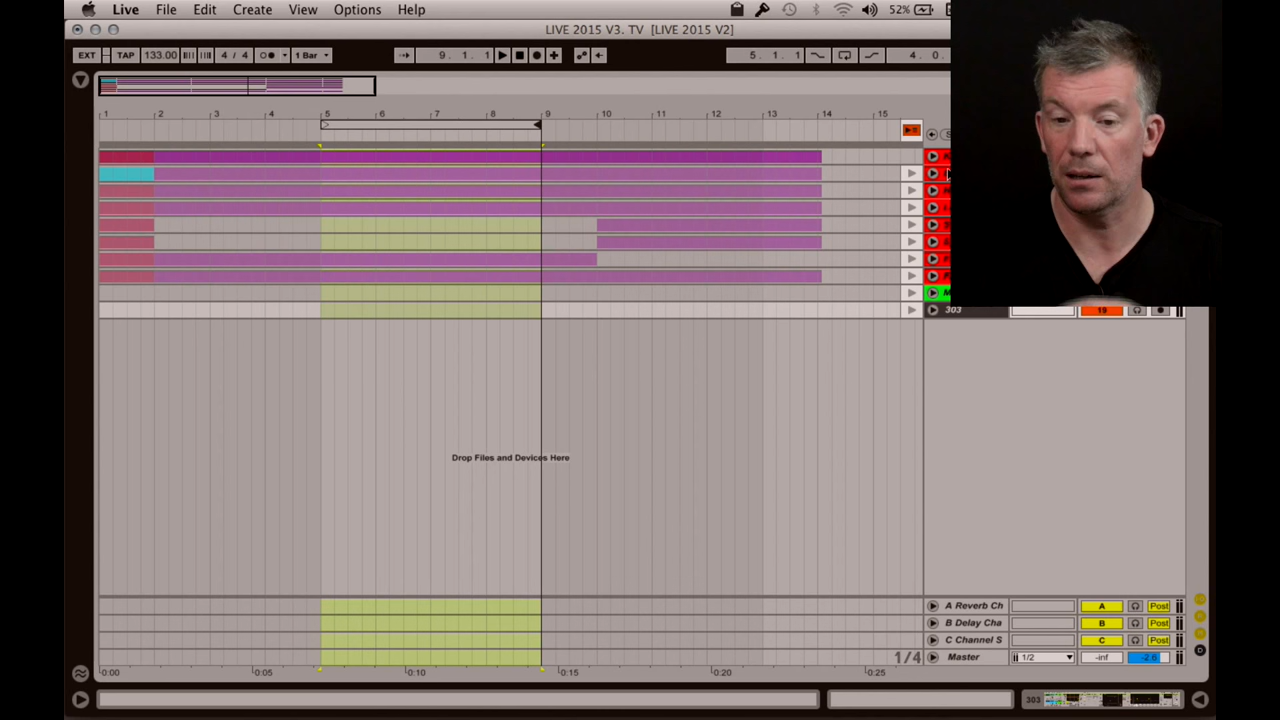 Live File Edit Create View Options Help 52%
LIVE 2015 V3. TV [LIVE 2015 V2]
EXT TAP 133.00 4 / 4 1 Bar 9. 1. 1 5. 1. 1 4. 0.
1 2 3 4 5 6 7 8 9 10 11 12 13 14 15
303 19
Drop Files and Devices Here
A Reverb Ch A Post
B Delay Cha B Post
C Channel S C Post
1/4 Master 1/2 -inf -2.6 D
0:00 0:05 0:10 0:15 0:20 0:25
303